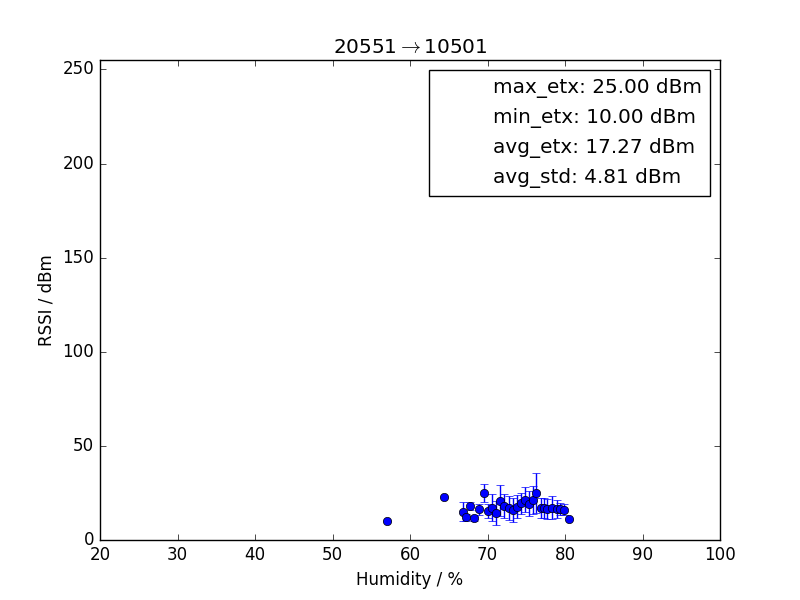 20551→10501
max_etx: 25.00 dBm
min_etx: 10.00 dBm
avg_etx: 17.27 dBm
avg_std: 4.81 dBm
250
200
150
100
50
0
RSSI / dBm
20 30 40 50 60 70 80 90 100
Humidity / %